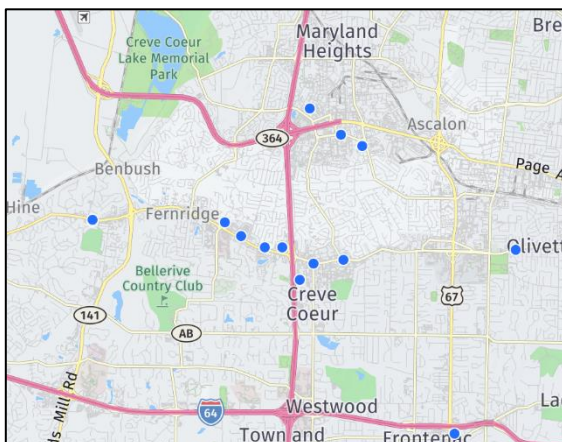 Maryland
Heights
Bre
Creve Coeur
Lake Memorial
Park
364
Ascalon
Benbush
Page A
Hine
Fernridge
Olivett
Bellerive
Country Club
Creve
Coeur
67
141
AB
ds Mill Rd
64
Westwood
La
Town and
Frontenac